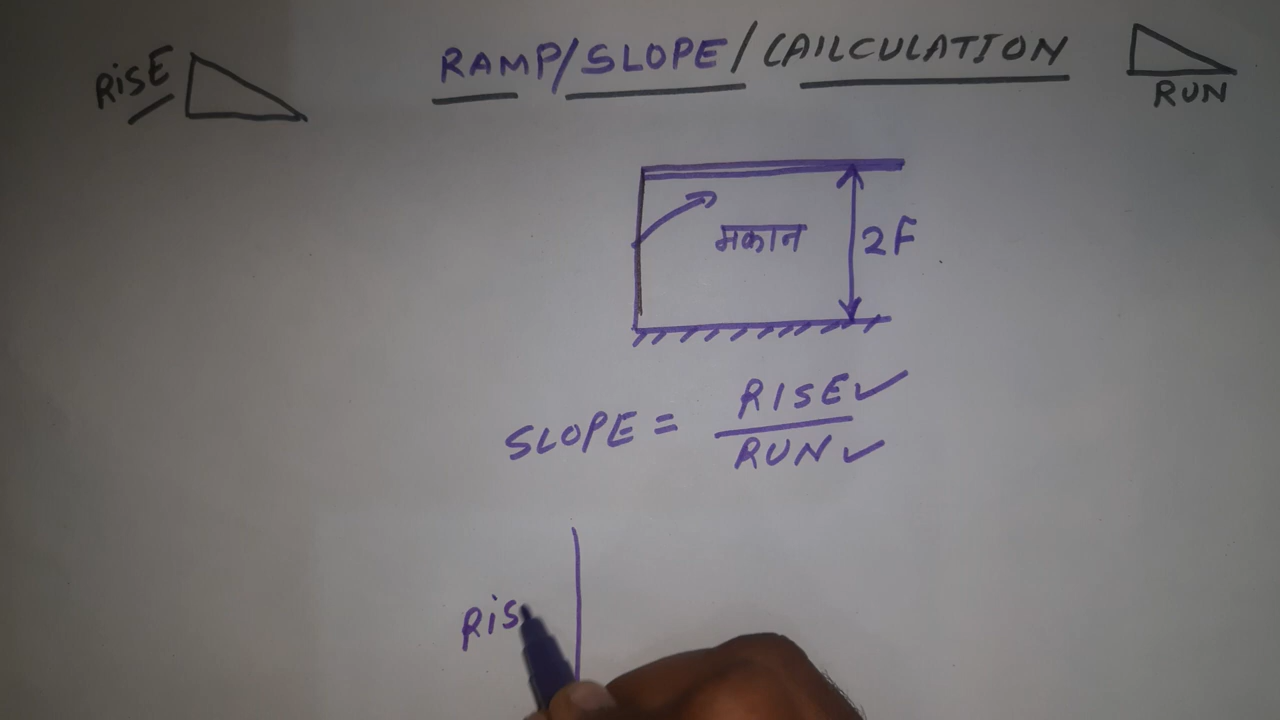 RiSE
RAMP/SLOPE/CAILCULATION
RUN
मकान
2F
SLOPE = RISE✓
RUN✓
RiS